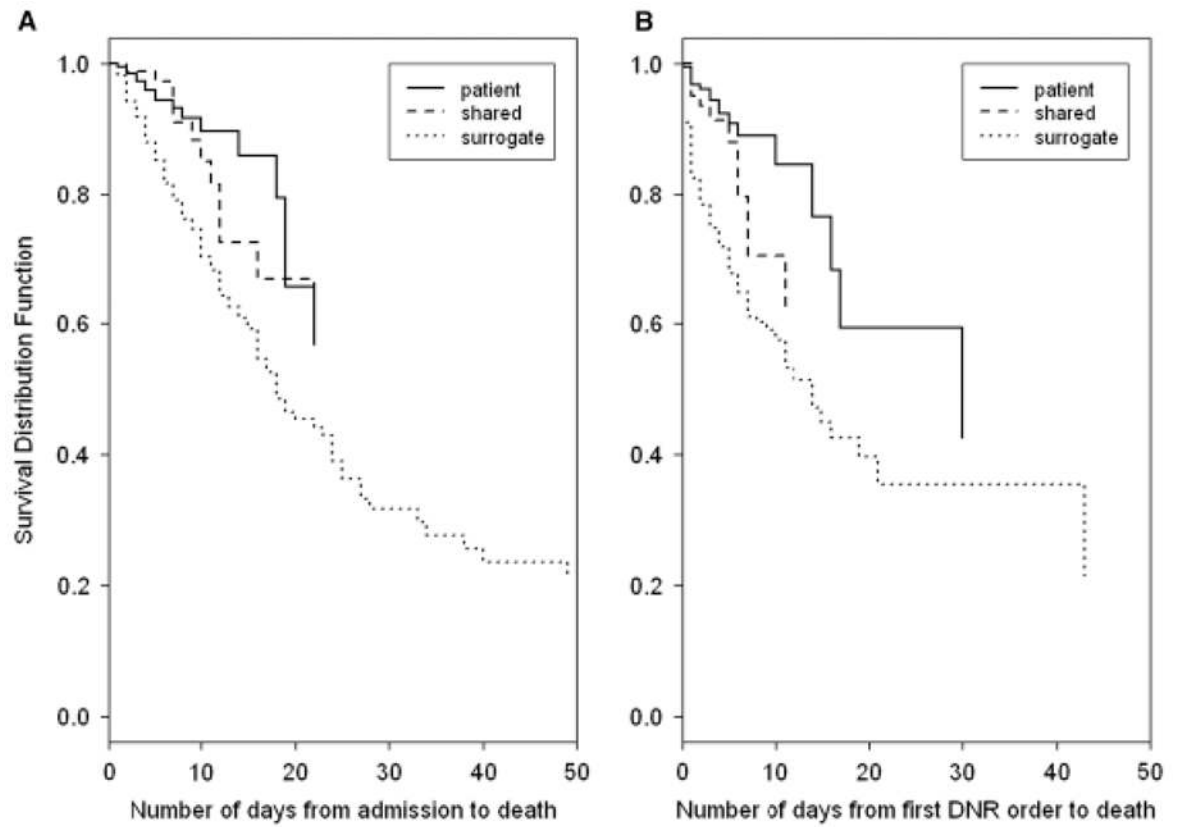 A
Survival Distribution Function
1.0
0.8
0.6
0.4
0.2
0.0
patient
shared
surrogate
0 10 20 30 40 50
Number of days from admission to death
B
1.0
0.8
0.6
0.4
0.2
0.0
patient
shared
surrogate
0 10 20 30 40 50
Number of days from first DNR order to death